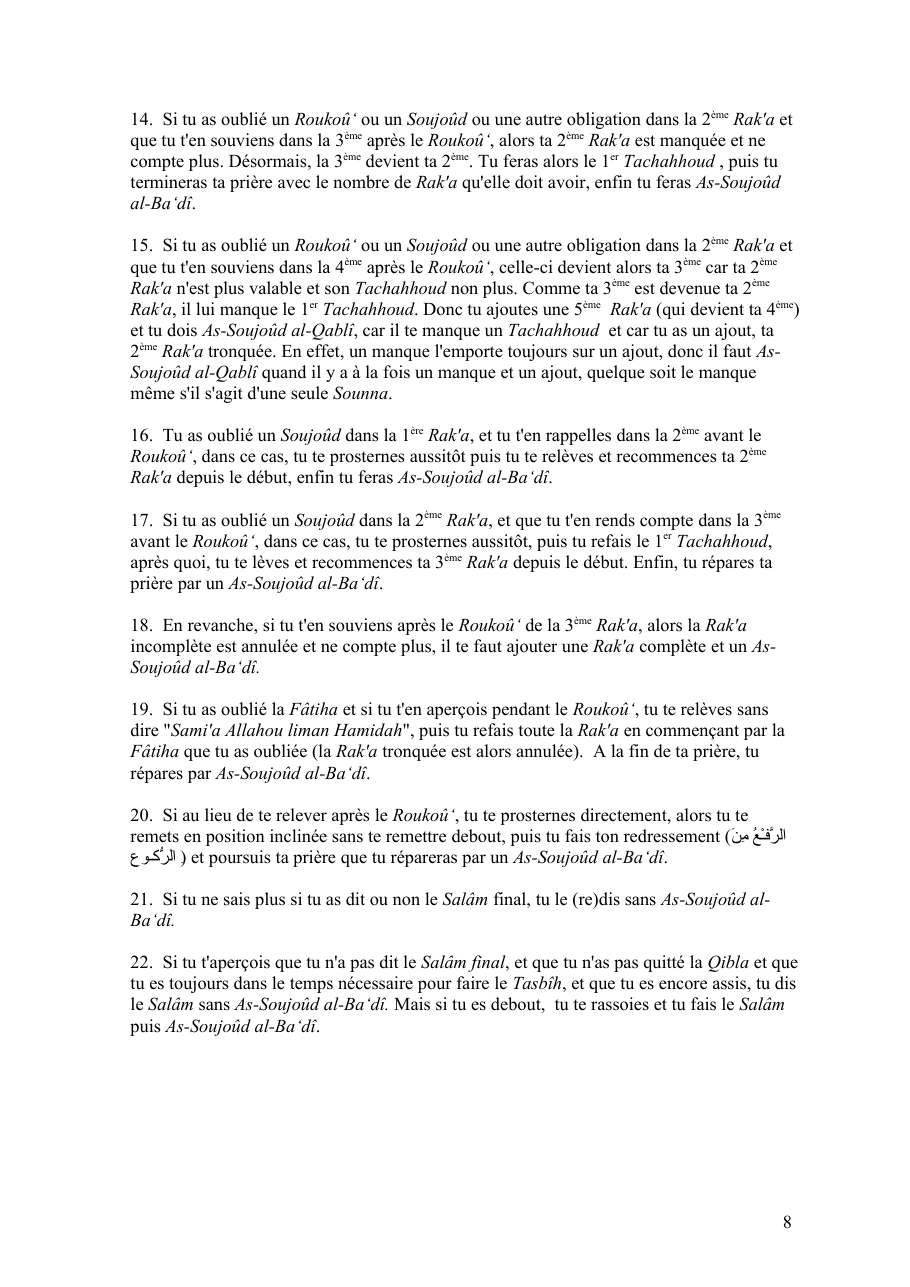 14.  Si tu as oublié un Roukoû‘ ou un Soujoûd ou une autre obligation dans la 2ème Rak'a et
que tu t'en souviens dans la 3ème après le Roukoû‘, alors ta 2ème Rak'a est manquée et ne
compte plus. Désormais, la 3ème devient ta 2ème. Tu feras alors le 1er Tachahhoud , puis tu
termineras ta prière avec le nombre de Rak'a qu'elle doit avoir, enfin tu feras As-Soujoûd
al-Ba‘dî.
15.  Si tu as oublié un Roukoû‘ ou un Soujoûd ou une autre obligation dans la 2ème Rak'a et
que tu t'en souviens dans la 4ème après le Roukoû‘, celle-ci devient alors ta 3ème car ta 2ème
Rak'a n'est plus valable et son Tachahhoud non plus. Comme ta 3ème est devenue ta 2ème
Rak'a, il lui manque le 1er Tachahhoud. Donc tu ajoutes une 5ème  Rak'a (qui devient ta 4ème)
et tu dois As-Soujoûd al-Qablî, car il te manque un Tachahhoud  et car tu as un ajout, ta
2ème Rak'a tronquée. En effet, un manque l'emporte toujours sur un ajout, donc il faut As-
Soujoûd al-Qablî quand il y a à la fois un manque et un ajout, quelque soit le manque
même s'il s'agit d'une seule Sounna.
16.  Tu as oublié un Soujoûd dans la 1ère Rak'a, et tu t'en rappelles dans la 2ème avant le
Roukoû‘, dans ce cas, tu te prosternes aussitôt puis tu te relèves et recommences ta 2ème
Rak'a depuis le début, enfin tu feras As-Soujoûd al-Ba‘dî.
17.  Si tu as oublié un Soujoûd dans la 2ème Rak'a, et que tu t'en rends compte dans la 3ème
avant le Roukoû‘, dans ce cas, tu te prosternes aussitôt, puis tu refais le 1er Tachahhoud,
après quoi, tu te lèves et recommences ta 3ème Rak'a depuis le début. Enfin, tu répares ta
prière par un As-Soujoûd al-Ba‘dî.
18.  En revanche, si tu t'en souviens après le Roukoû‘ de la 3ème Rak'a, alors la Rak'a
incomplète est annulée et ne compte plus, il te faut ajouter une Rak'a complète et un As-
Soujoûd al-Ba‘dî.
19.  Si tu as oublié la Fâtiha et si tu t'en aperçois pendant le Roukoû‘, tu te relèves sans
dire "Sami'a Allahou liman Hamidah", puis tu refais toute la Rak'a en commençant par la
Fâtiha que tu as oubliée (la Rak'a tronquée est alors annulée).  A la fin de ta prière, tu
répares par As-Soujoûd al-Ba‘dî.
20.  Si au lieu de te relever après le Roukoû‘, tu te prosternes directement, alors tu te
remets en position inclinée sans te remettre debout, puis tu fais ton redressement (الرَّفْـعُ مِنَ
الرُّكـو ع ) et poursuis ta prière que tu répareras par un As-Soujoûd al-Ba‘dî.
21.  Si tu ne sais plus si tu as dit ou non le Salâm final, tu le (re)dis sans As-Soujoûd al-
Ba‘dî.
22.  Si tu t'aperçois que tu n'a pas dit le Salâm final, et que tu n'as pas quitté la Qibla et que
tu es toujours dans le temps nécessaire pour faire le Tasbîh, et que tu es encore assis, tu dis
le Salâm sans As-Soujoûd al-Ba‘dî. Mais si tu es debout,  tu te rassoies et tu fais le Salâm
puis As-Soujoûd al-Ba‘dî.
8